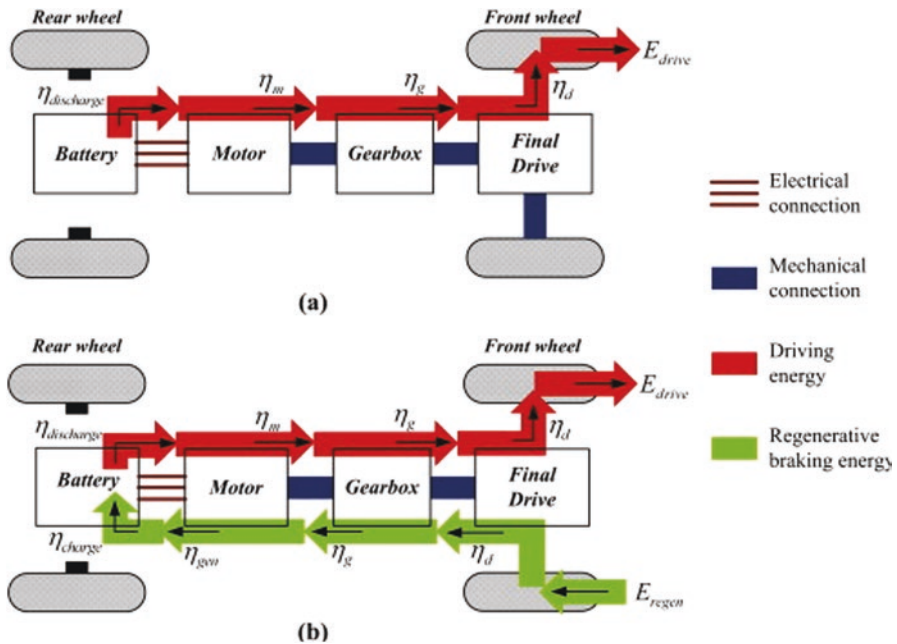 Rear wheel
Front wheel
E_drive
η_discharge
η_m
η_g
η_d
Battery
Motor
Gearbox
Final
Drive
(a)
Electrical
connection
Mechanical
connection
Driving
energy
Regenerative
braking energy
Rear wheel
Front wheel
E_drive
η_discharge
η_m
η_g
η_d
Battery
Motor
Gearbox
Final
Drive
η_charge
η_gen
η_g
η_d
E_regen
(b)